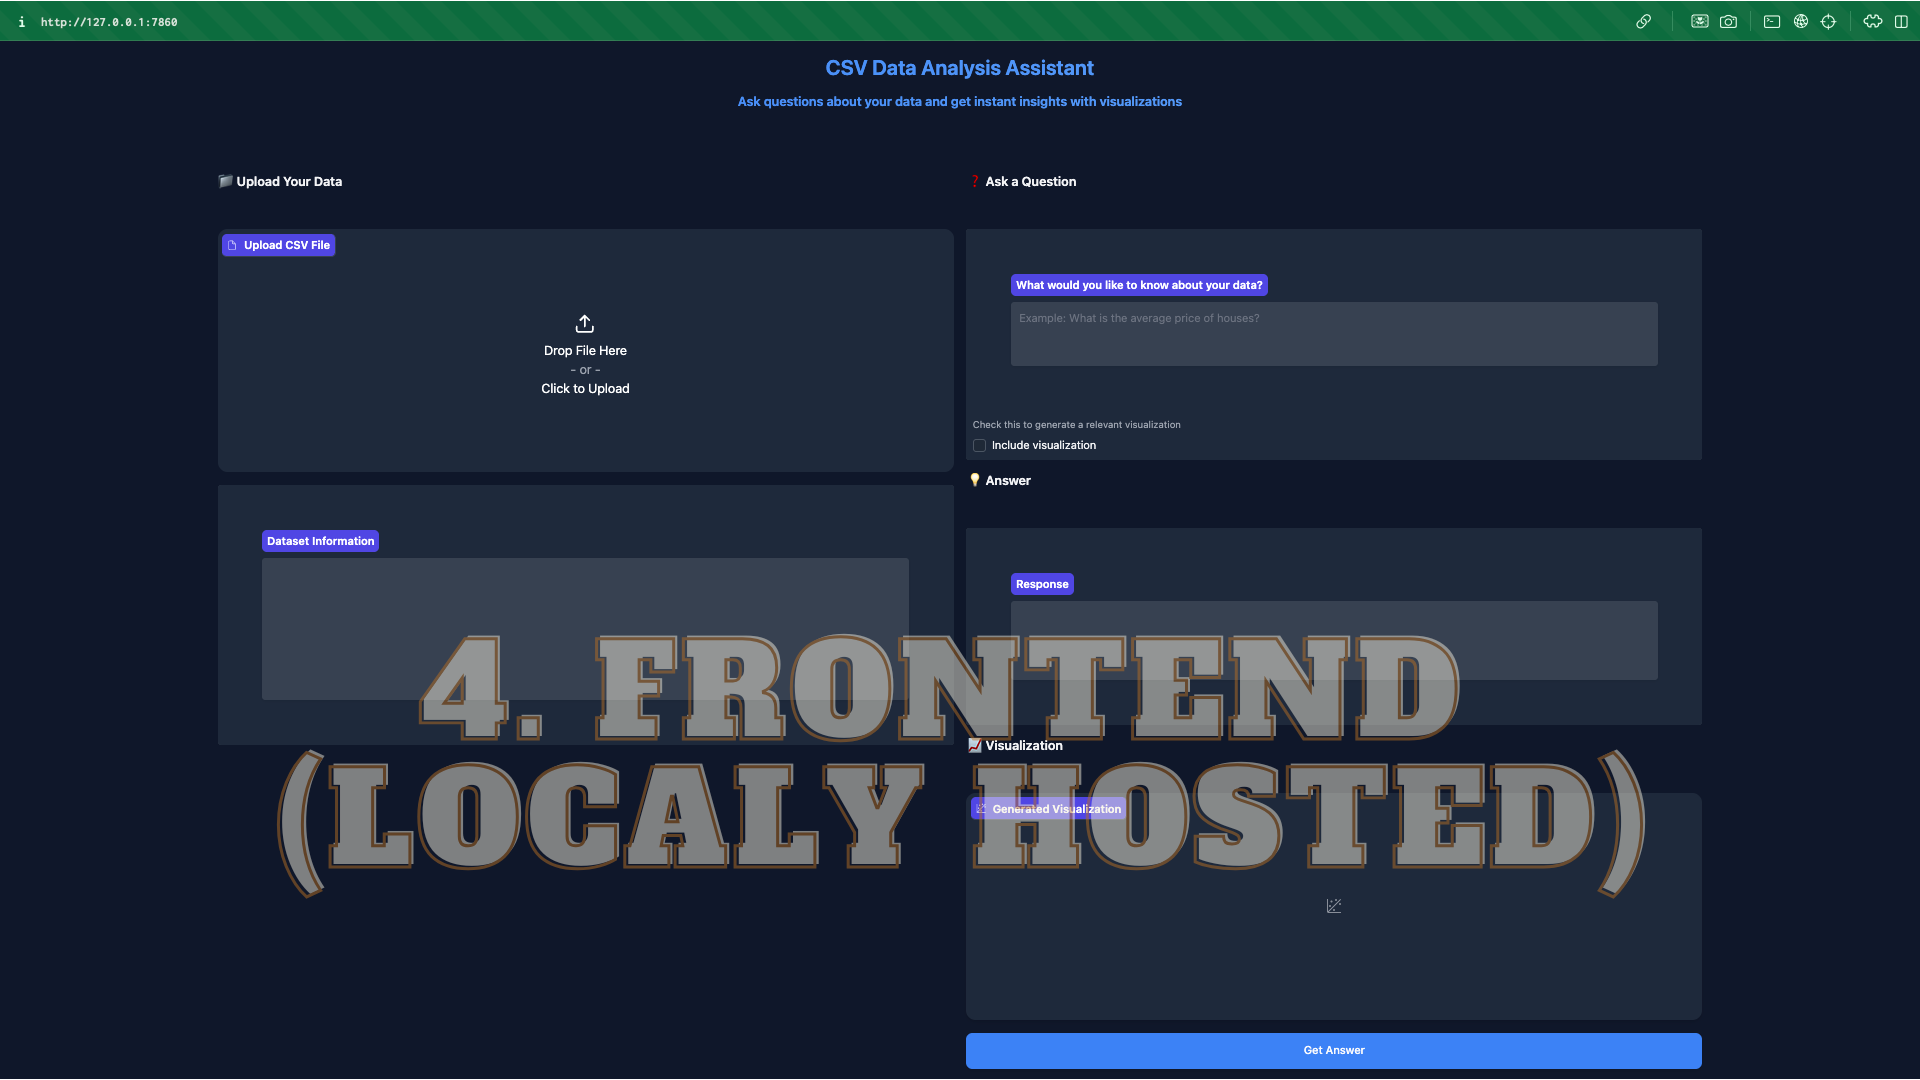 i http://127.0.0.1:7860
CSV Data Analysis Assistant
Ask questions about your data and get instant insights with visualizations
Upload Your Data
Upload CSV File
Drop File Here
- or -
Click to Upload
Dataset Information
❓ Ask a Question
What would you like to know about your data?
Example: What is the average price of houses?
Check this to generate a relevant visualization
Include visualization
Answer
Response
Visualization
Generated Visualization
Get Answer
4. FRONTEND
(LOCALY HOSTED)